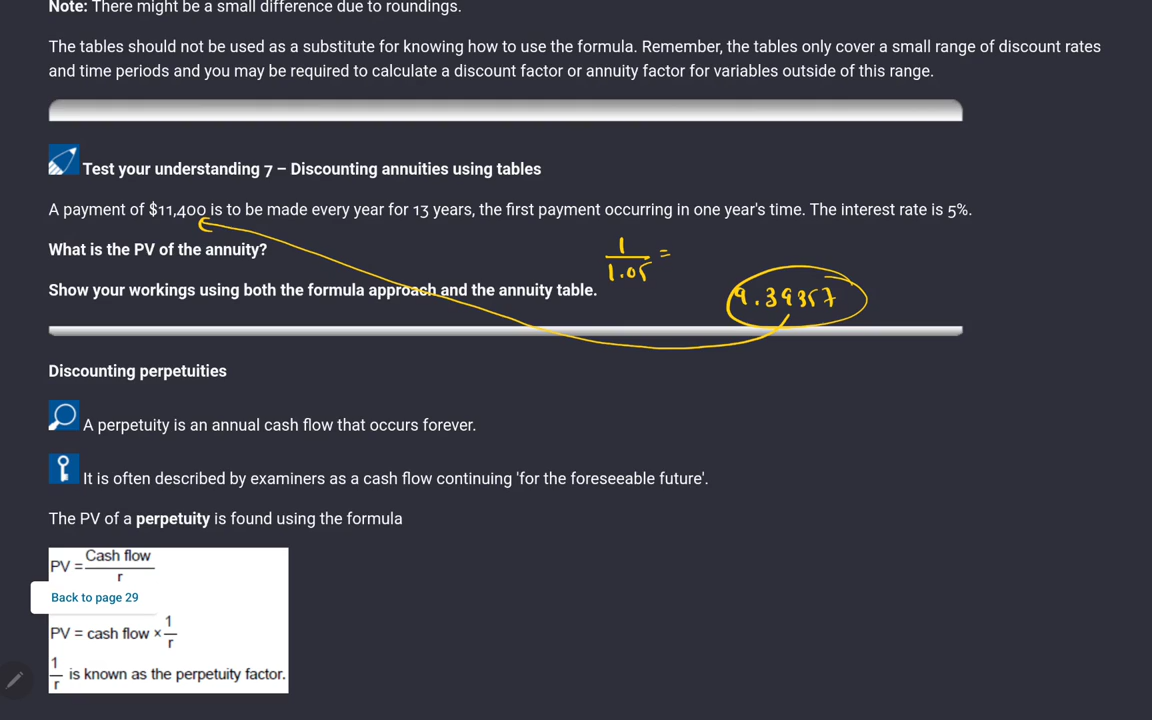 Note: There might be a small difference due to roundings.
The tables should not be used as a substitute for knowing how to use the formula. Remember, the tables only cover a small range of discount rates
and time periods and you may be required to calculate a discount factor or annuity factor for variables outside of this range.
Test your understanding 7 – Discounting annuities using tables
A payment of $11,400 is to be made every year for 13 years, the first payment occurring in one year's time. The interest rate is 5%.
What is the PV of the annuity?
1
1.05 =
Show your workings using both the formula approach and the annuity table.
9.39357
Discounting perpetuities
A perpetuity is an annual cash flow that occurs forever.
It is often described by examiners as a cash flow continuing 'for the foreseeable future'.
The PV of a perpetuity is found using the formula
PV = Cash flow
r
Back to page 29
PV = cash flow × 1
r
1
r is known as the perpetuity factor.